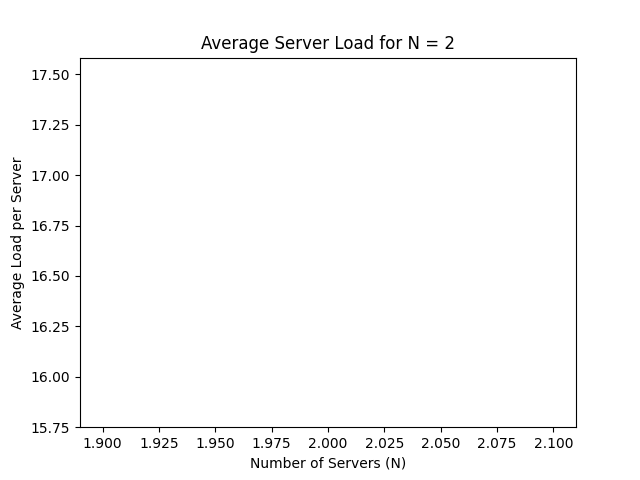 Average Server Load for N = 2
17.50
17.25
17.00
16.75
16.50
16.25
16.00
15.75
Average Load per Server
1.900 1.925 1.950 1.975 2.000 2.025 2.050 2.075 2.100
Number of Servers (N)